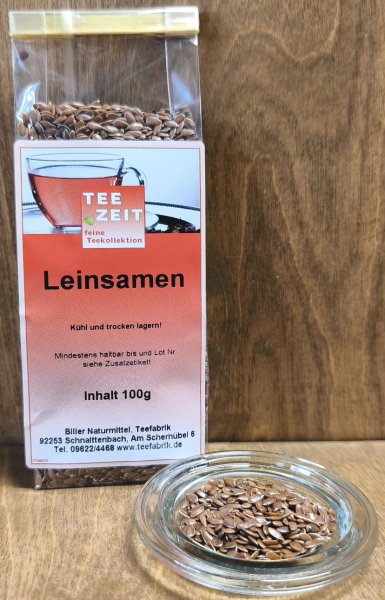 TEE
ZEIT
feine
Teekollektion
Leinsamen
Kühl und trocken lagern!
Mindestens haltbar bis und Lot Nr.
siehe Zusatzetikett!
Inhalt 100g
Biller Naturmittel, Teefabrik
92253 Schnaittenbach, Am Scherhübel 6
Tel. 09622/4468 www.teefabrik.de